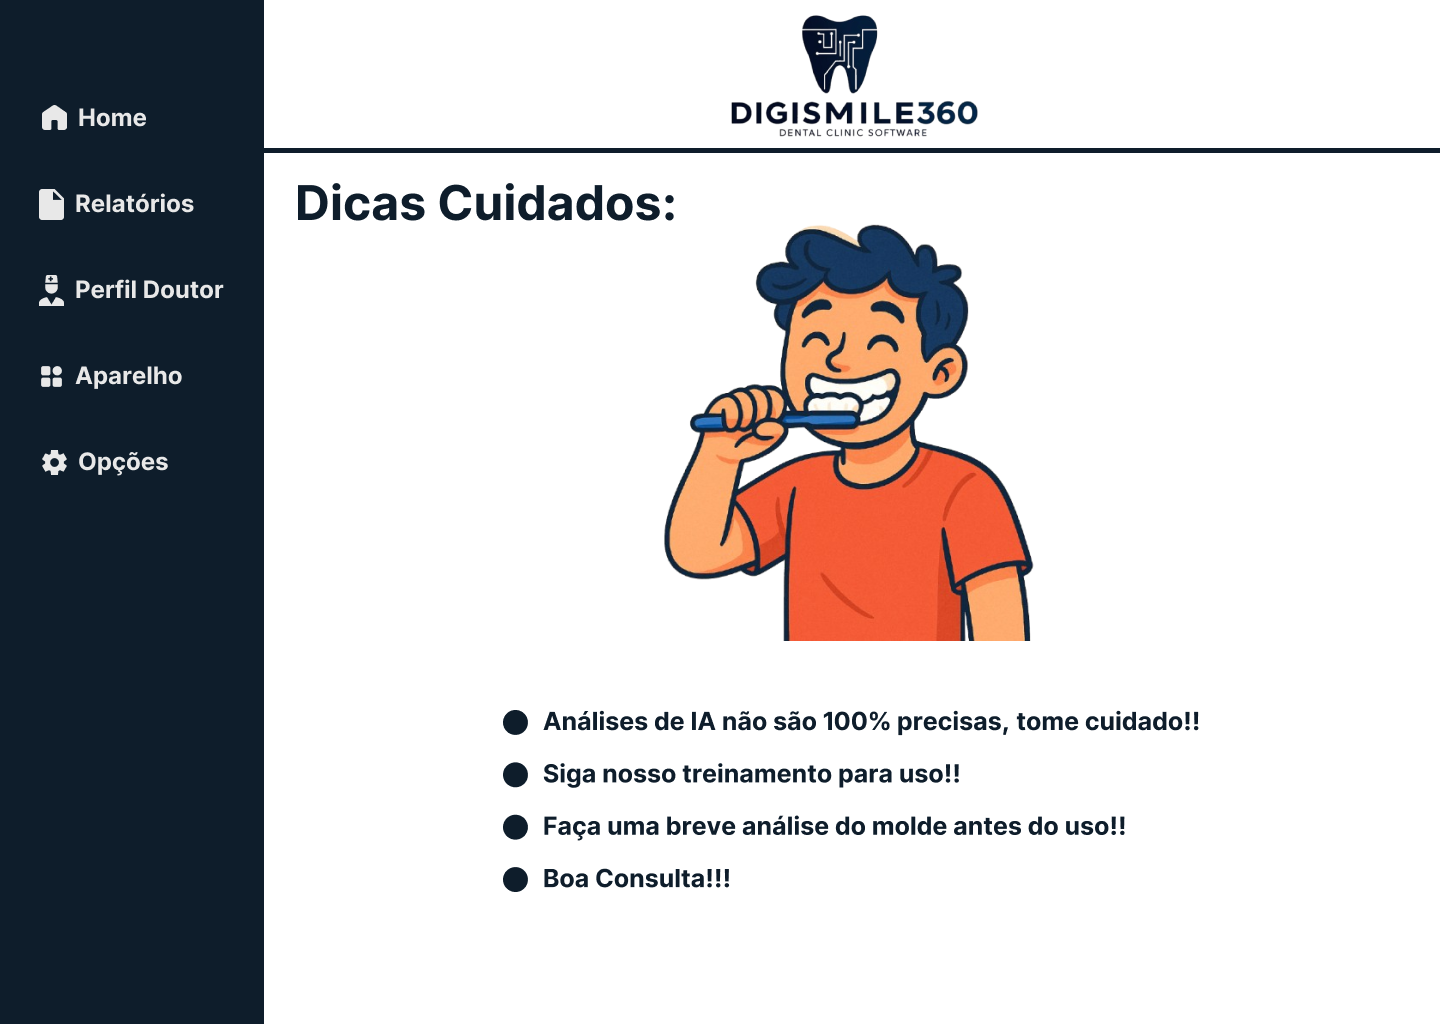 Home
Relatórios
Perfil Doutor
Aparelho
Opções
DIGISMILE360
DENTAL CLINIC SOFTWARE
Dicas Cuidados:
Análises de IA não são 100% precisas, tome cuidado!!
Siga nosso treinamento para uso!!
Faça uma breve análise do molde antes do uso!!
Boa Consulta!!!